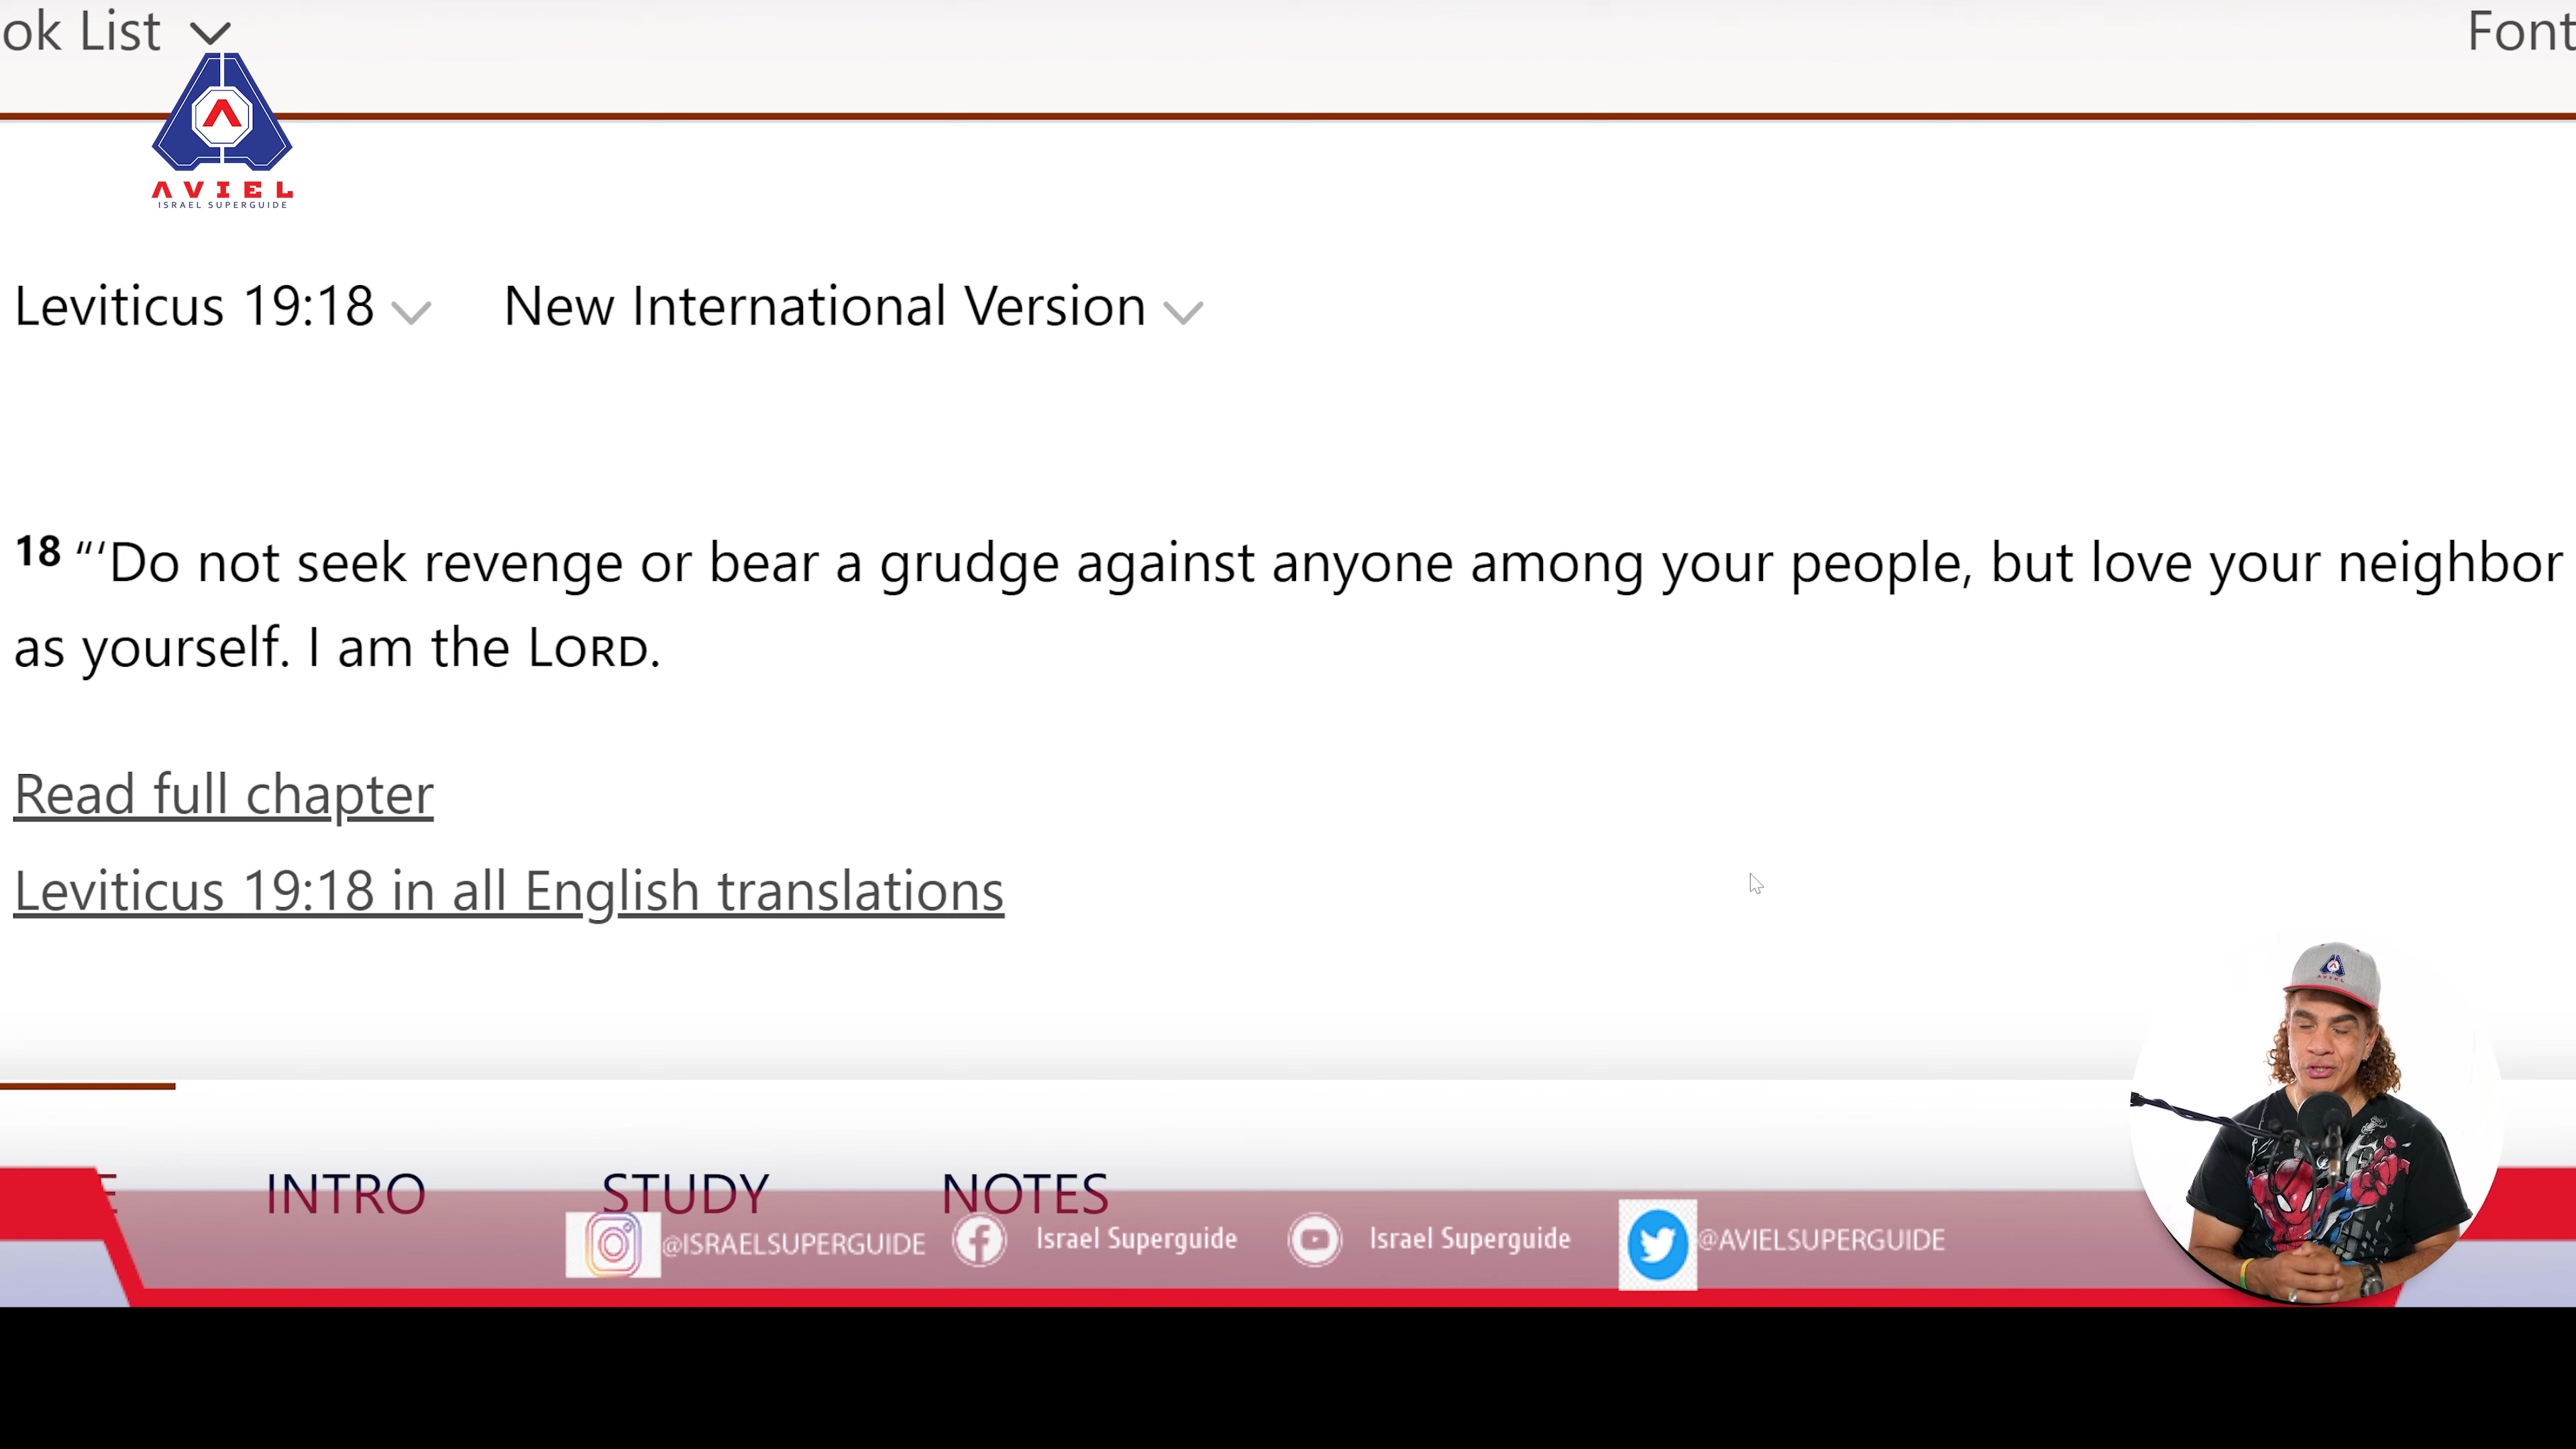 ok List
Font
AVIEL
ISRAEL SUPERGUIDE
Leviticus 19:18 New International Version
18 “‘Do not seek revenge or bear a grudge against anyone among your people, but love your neighbor
as yourself. I am the LORD.
Read full chapter
Leviticus 19:18 in all English translations
E INTRO STUDY NOTES
@ISRAELSUPERGUIDE Israel Superguide Israel Superguide @AVIELSUPERGUIDE